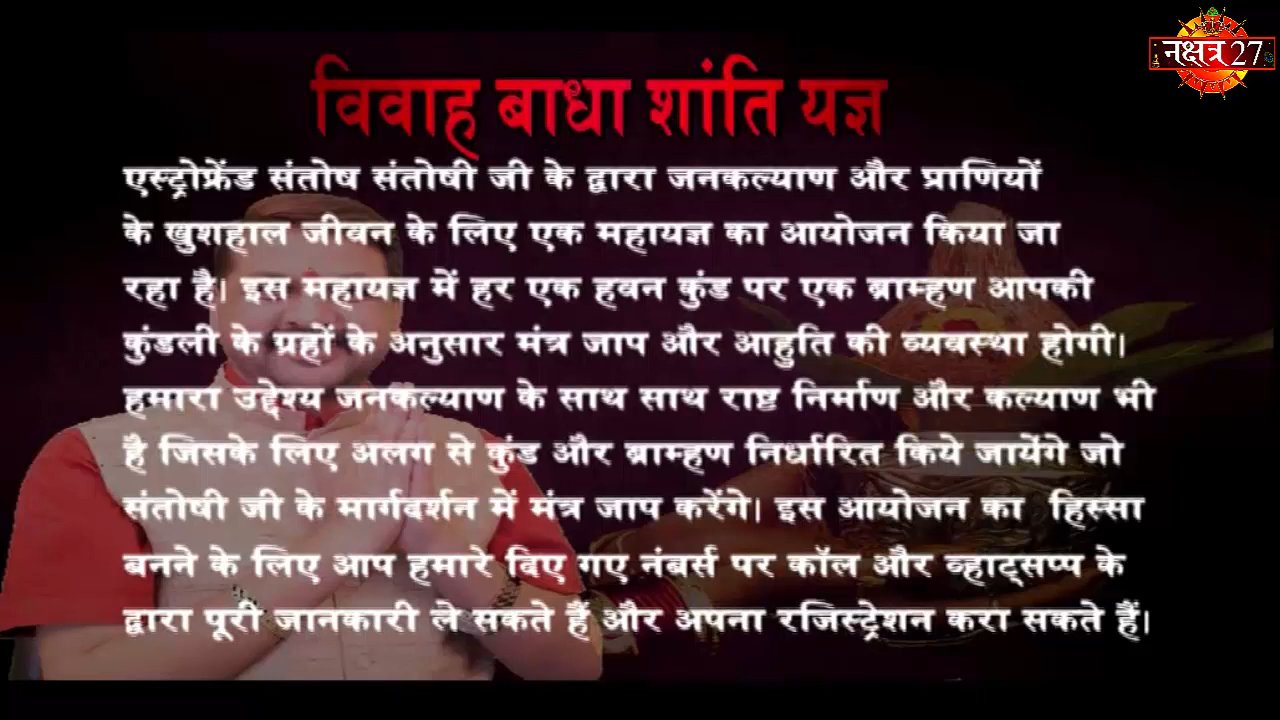 नक्षत्र 27
विवाह बाधा शांति यज्ञ
एस्ट्रोफ्रेंड संतोष संतोषी जी के द्वारा जनकल्याण और प्राणियों
के खुशहाल जीवन के लिए एक महायज्ञ का आयोजन किया जा
रहा है। इस महायज्ञ में हर एक हवन कुंड पर एक ब्राम्हण आपकी
कुंडली के ग्रहों के अनुसार मंत्र जाप और आहुति की व्यवस्था होगी।
हमारा उद्देश्य जनकल्याण के साथ साथ राष्ट निर्माण और कल्याण भी
है जिसके लिए अलग से कुंड और ब्राम्हण निर्धारित किये जायेंगे जो
संतोषी जी के मार्गदर्शन में मंत्र जाप करेंगे। इस आयोजन का हिस्सा
बनने के लिए आप हमारे दिए गए नंबर्स पर कॉल और व्हाट्सप्प के
द्वारा पूरी जानकारी ले सकते हैं और अपना रजिस्ट्रेशन करा सकते हैं।